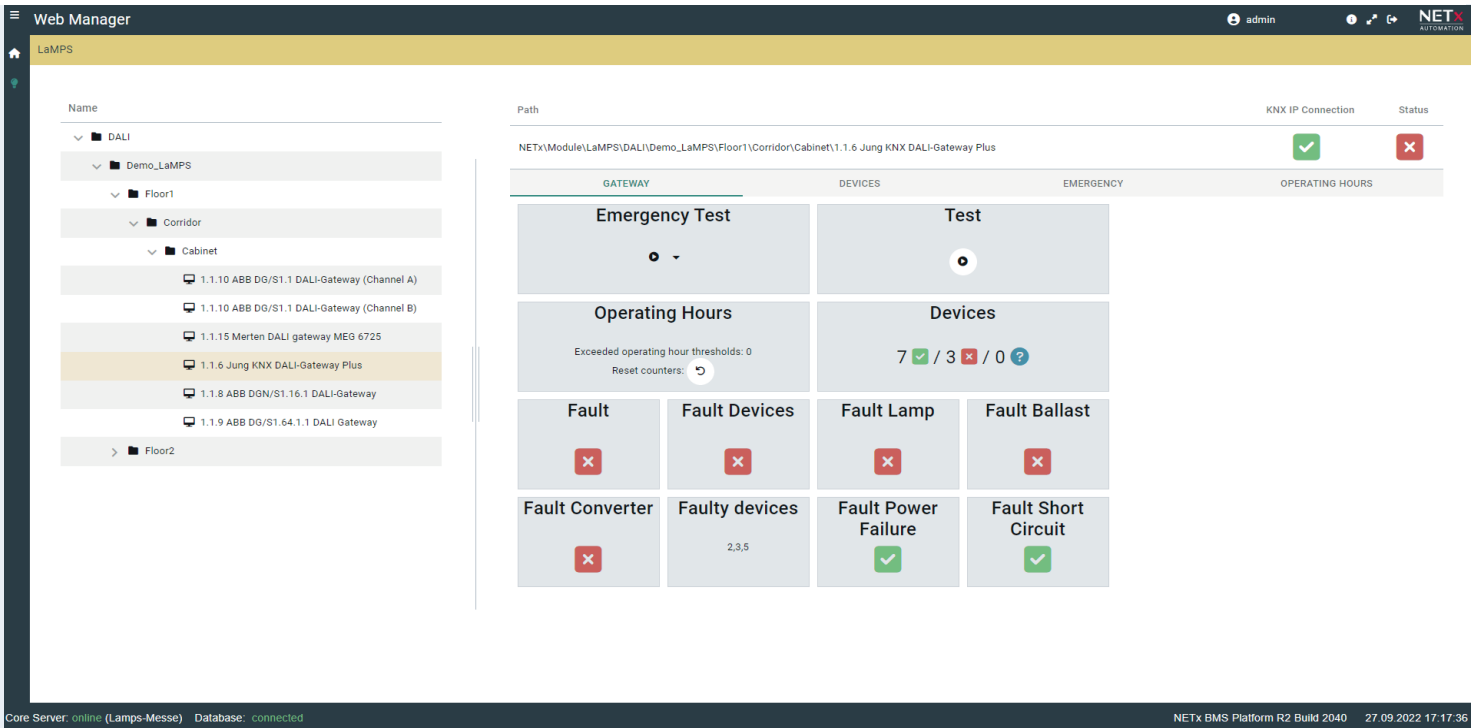 Web Manager
admin
NETX
AUTOMATION
LaMPS
Name
DALI
Demo_LaMPS
Floor1
Corridor
Cabinet
1.1.10 ABB DG/S1.1 DALI-Gateway (Channel A)
1.1.10 ABB DG/S1.1 DALI-Gateway (Channel B)
1.1.15 Merten DALI gateway MEG 6725
1.1.6 Jung KNX DALI-Gateway Plus
1.1.8 ABB DGN/S1.16.1 DALI-Gateway
1.1.9 ABB DG/S1.64.1.1 DALI Gateway
Floor2
Path KNX IP Connection Status
NETx\Module\LaMPS\DALI\Demo_LaMPS\Floor1\Corridor\Cabinet\1.1.6 Jung KNX DALI-Gateway Plus
GATEWAY DEVICES EMERGENCY OPERATING HOURS
Emergency Test
Test
Operating Hours
Exceeded operating hour thresholds: 0
Reset counters:
Devices
7 / 3 / 0 ?
Fault
Fault Devices
Fault Lamp
Fault Ballast
Fault Converter
Faulty devices
2,3,5
Fault Power
Failure
Fault Short
Circuit
Core Server: online (Lamps-Messe) Database: connected
NETx BMS Platform R2 Build 2040 27.09.2022 17:17:36